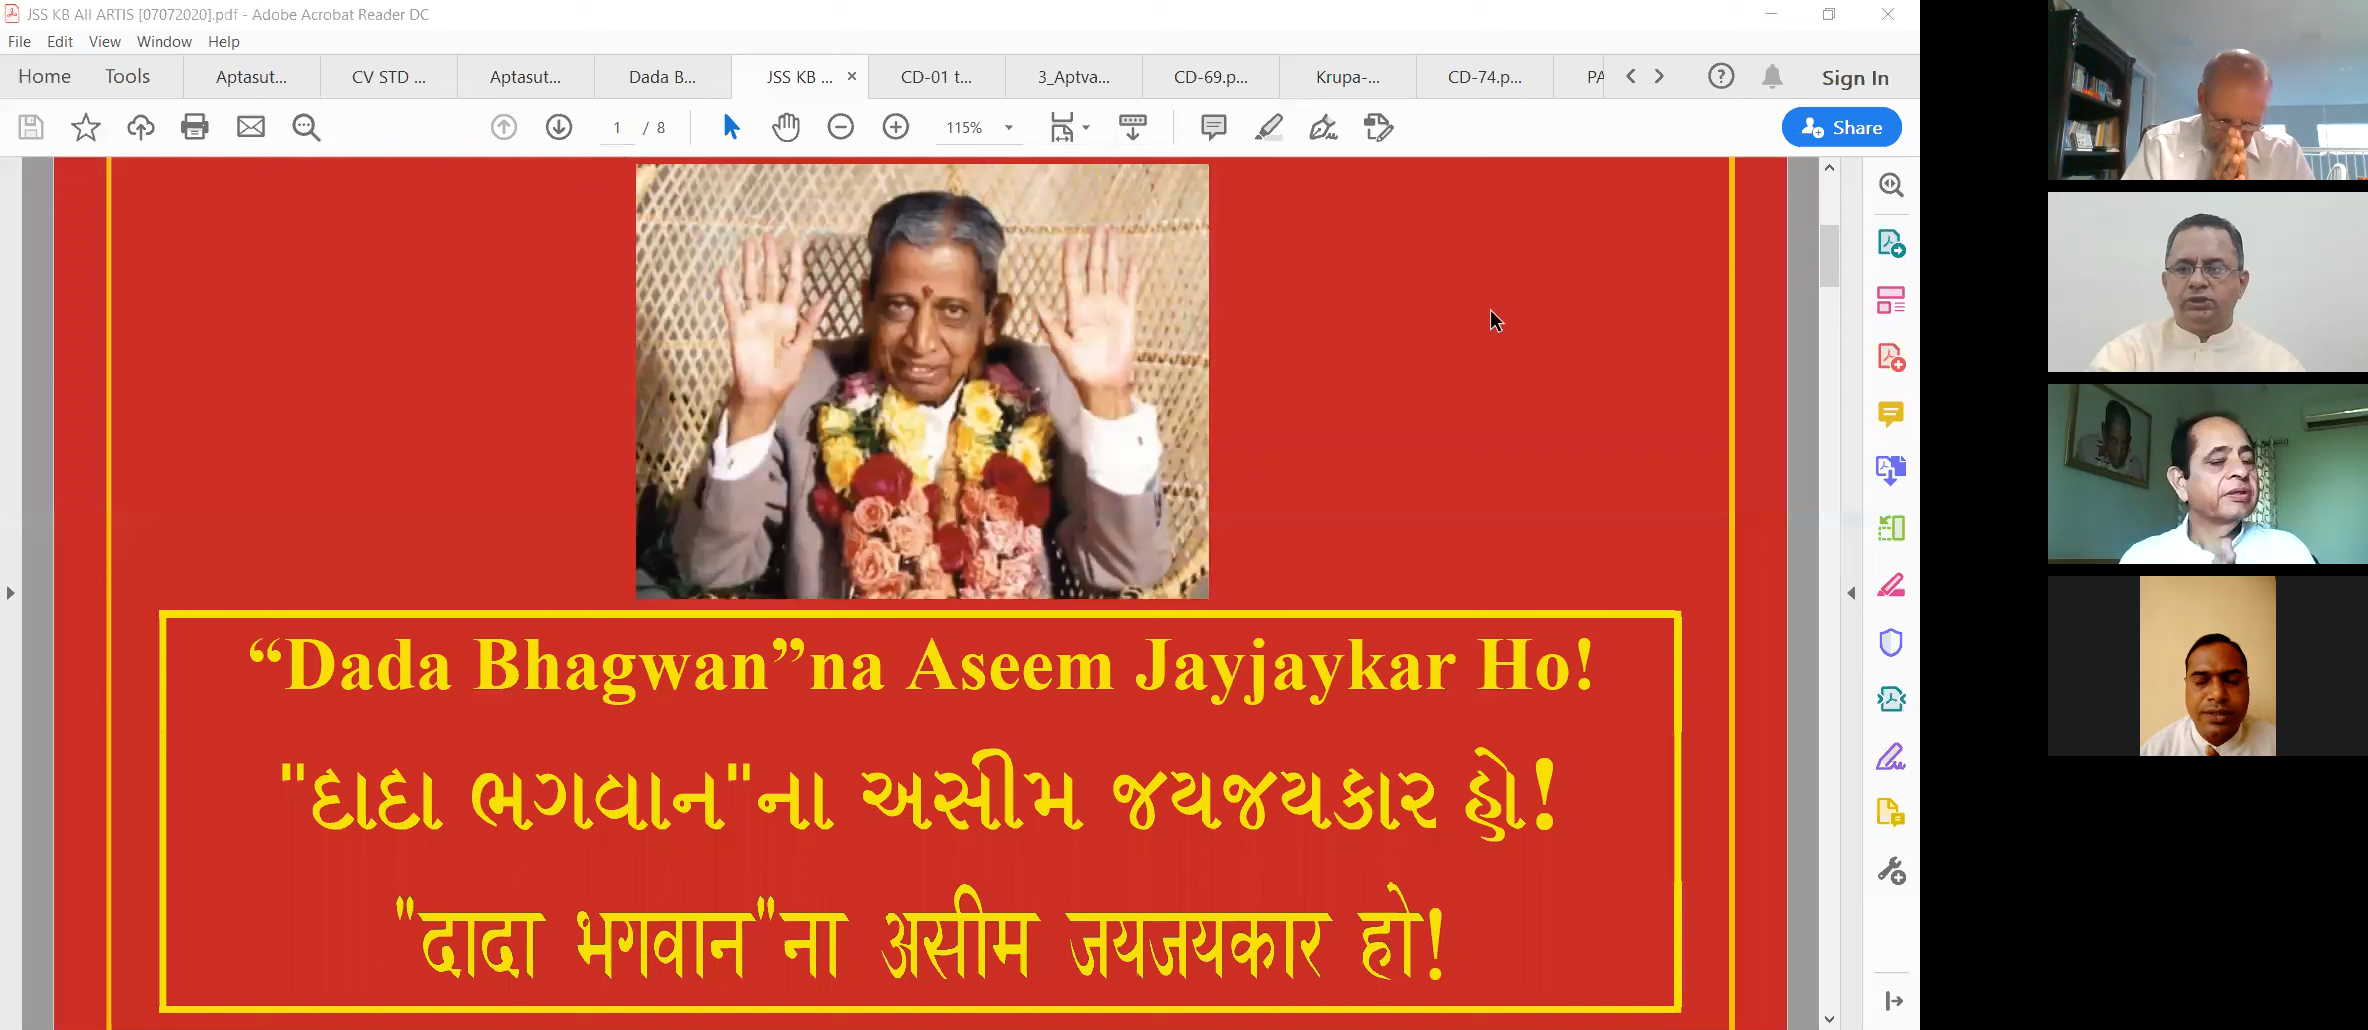 JSS KB All ARTIS [07072020].pdf - Adobe Acrobat Reader DC
File Edit View Window Help
Home Tools Aptasut... CV STD ... Aptasut... Dada B... JSS KB ... CD-01 t... 3_Aptva... CD-69.p... Krupa-... CD-74.p... PA Sign In
1 / 8 115% Share
“Dada Bhagwan”na Aseem Jayjaykar Ho!
"દાદા ભગવાન"ના અસીમ જયજયકાર હો!
"दादा भगवान"ना असीम जयजयकार हो!